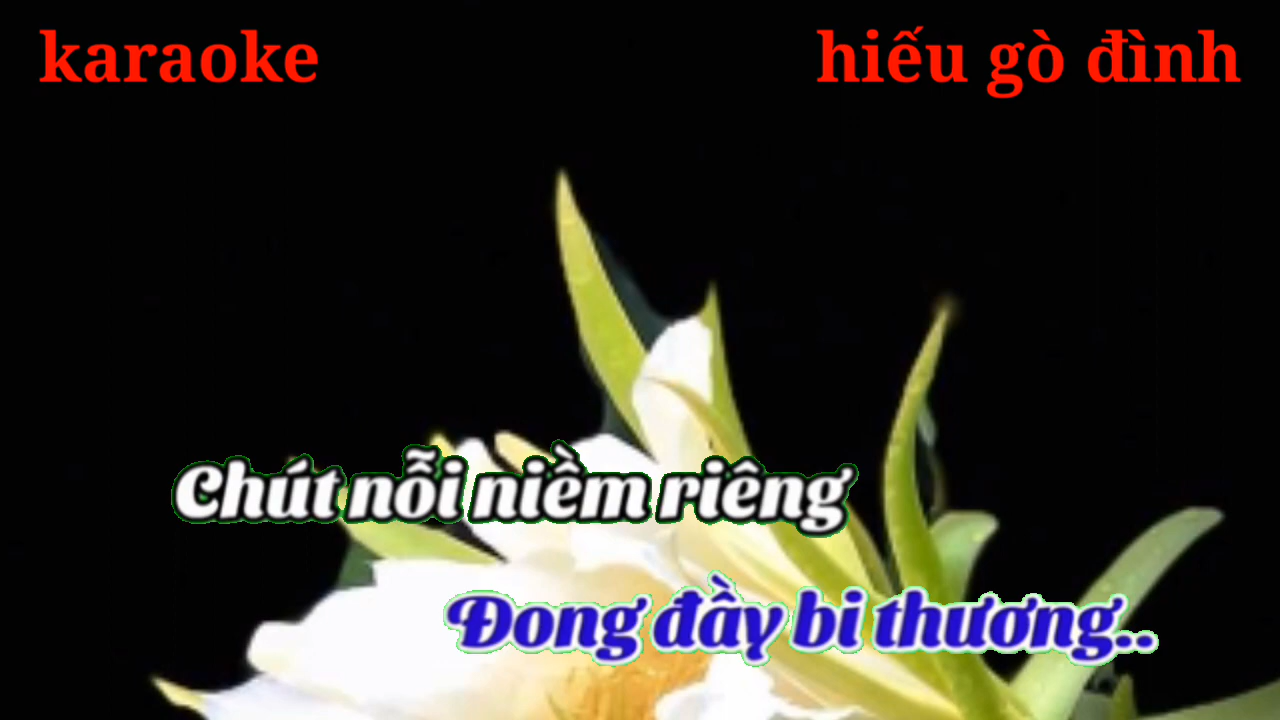 karaoke hiếu gò đình
Chút nỗi niềm riêng
Đong đầy bi thương..